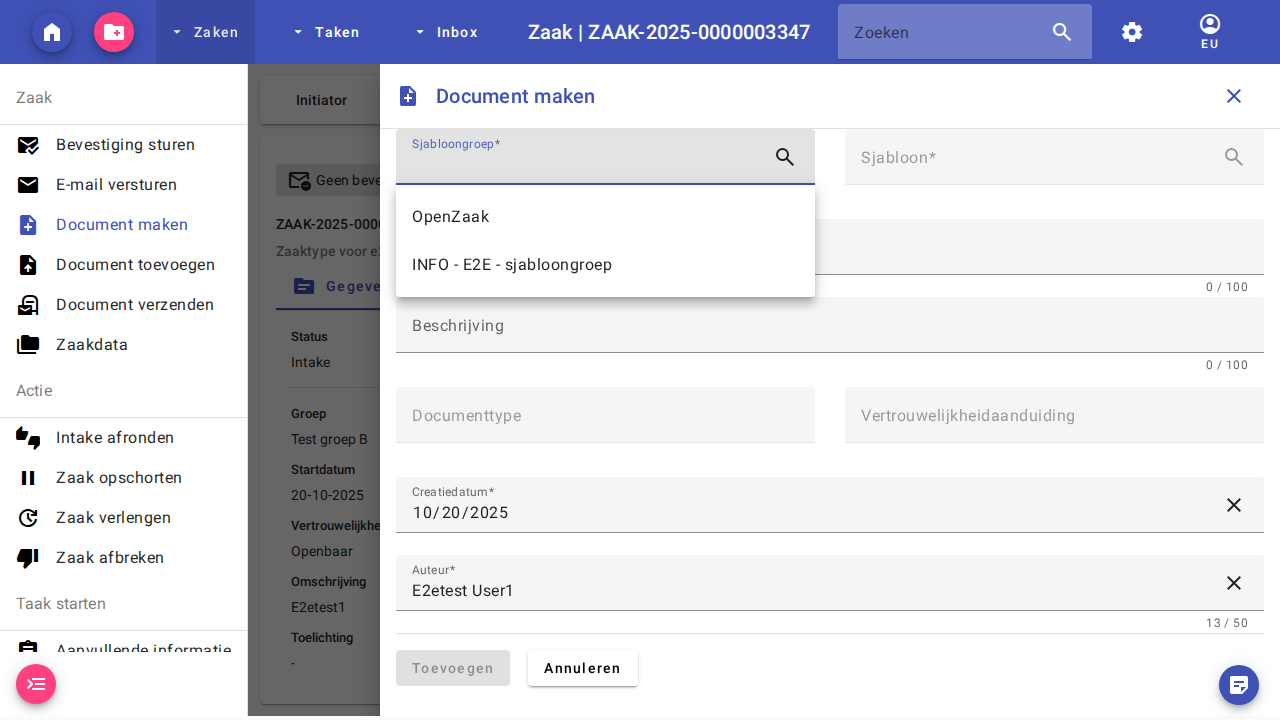 Zaken
Taken
Inbox
Zaak | ZAAK-2025-0000003347
Zoeken
EU
Zaak
Bevestiging sturen
E-mail versturen
Document maken
Document toevoegen
Document verzenden
Zaakdata
Actie
Intake afronden
Zaak opschorten
Zaak verlengen
Zaak afbreken
Taak starten
Aanvullende informatie
Initiator
Geen beve
ZAAK-2025-000
Zaaktype voor e2
Gegeve
Status
Intake
Groep
Test groep B
Startdatum
20-10-2025
Vertrouwelijkhe
Openbaar
Omschrijving
E2etest1
Toelichting
-
Document maken
Sjabloongroep*
Sjabloon*
OpenZaak
INFO - E2E - sjabloongroep
0 / 100
Beschrijving
0 / 100
Documenttype
Vertrouwelijkheidaanduiding
Creatiedatum*
10/20/2025
Auteur*
E2etest User1
13 / 50
Toevoegen
Annuleren